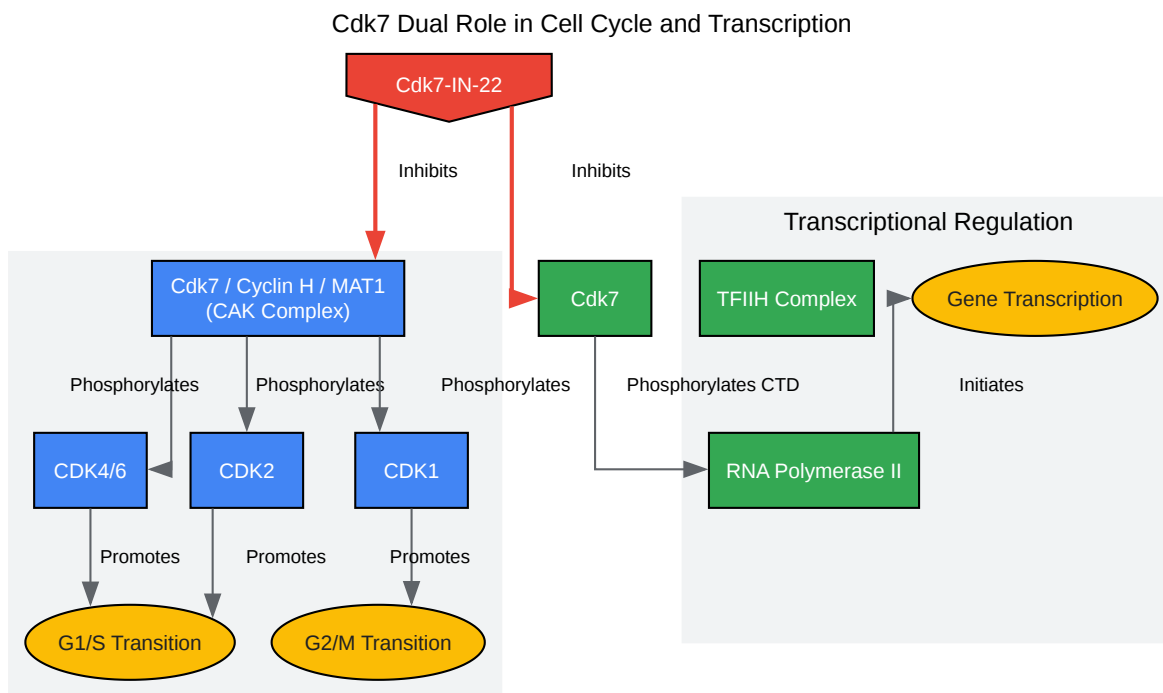 Cdk7 Dual Role in Cell Cycle and Transcription
Cdk7-IN-22
Inhibits
Inhibits
Transcriptional Regulation
Cdk7 / Cyclin H / MAT1
(CAK Complex)
Cdk7
TFIIH Complex
Gene Transcription
Phosphorylates
Phosphorylates
Phosphorylates
Phosphorylates CTD
Initiates
CDK4/6
CDK2
CDK1
RNA Polymerase II
Promotes
Promotes
Promotes
G1/S Transition
G2/M Transition